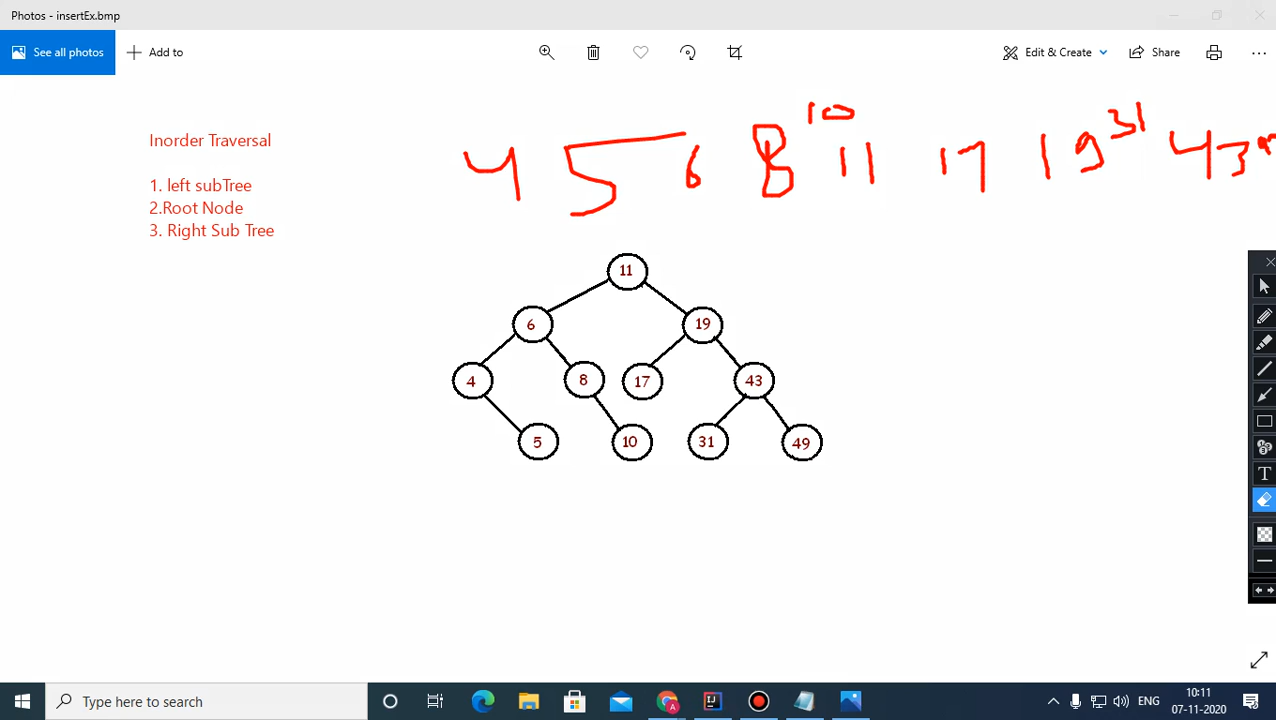 Photos - insertEx.bmp
See all photos
Add to
Edit & Create
Share
10
31
4 5 6 8 11 17 19 43
Inorder Traversal
1. left subTree
2.Root Node
3. Right Sub Tree
11
6 19
4 8 17 43
5 10 31 49
T
Type here to search
ENG
10:11
07-11-2020